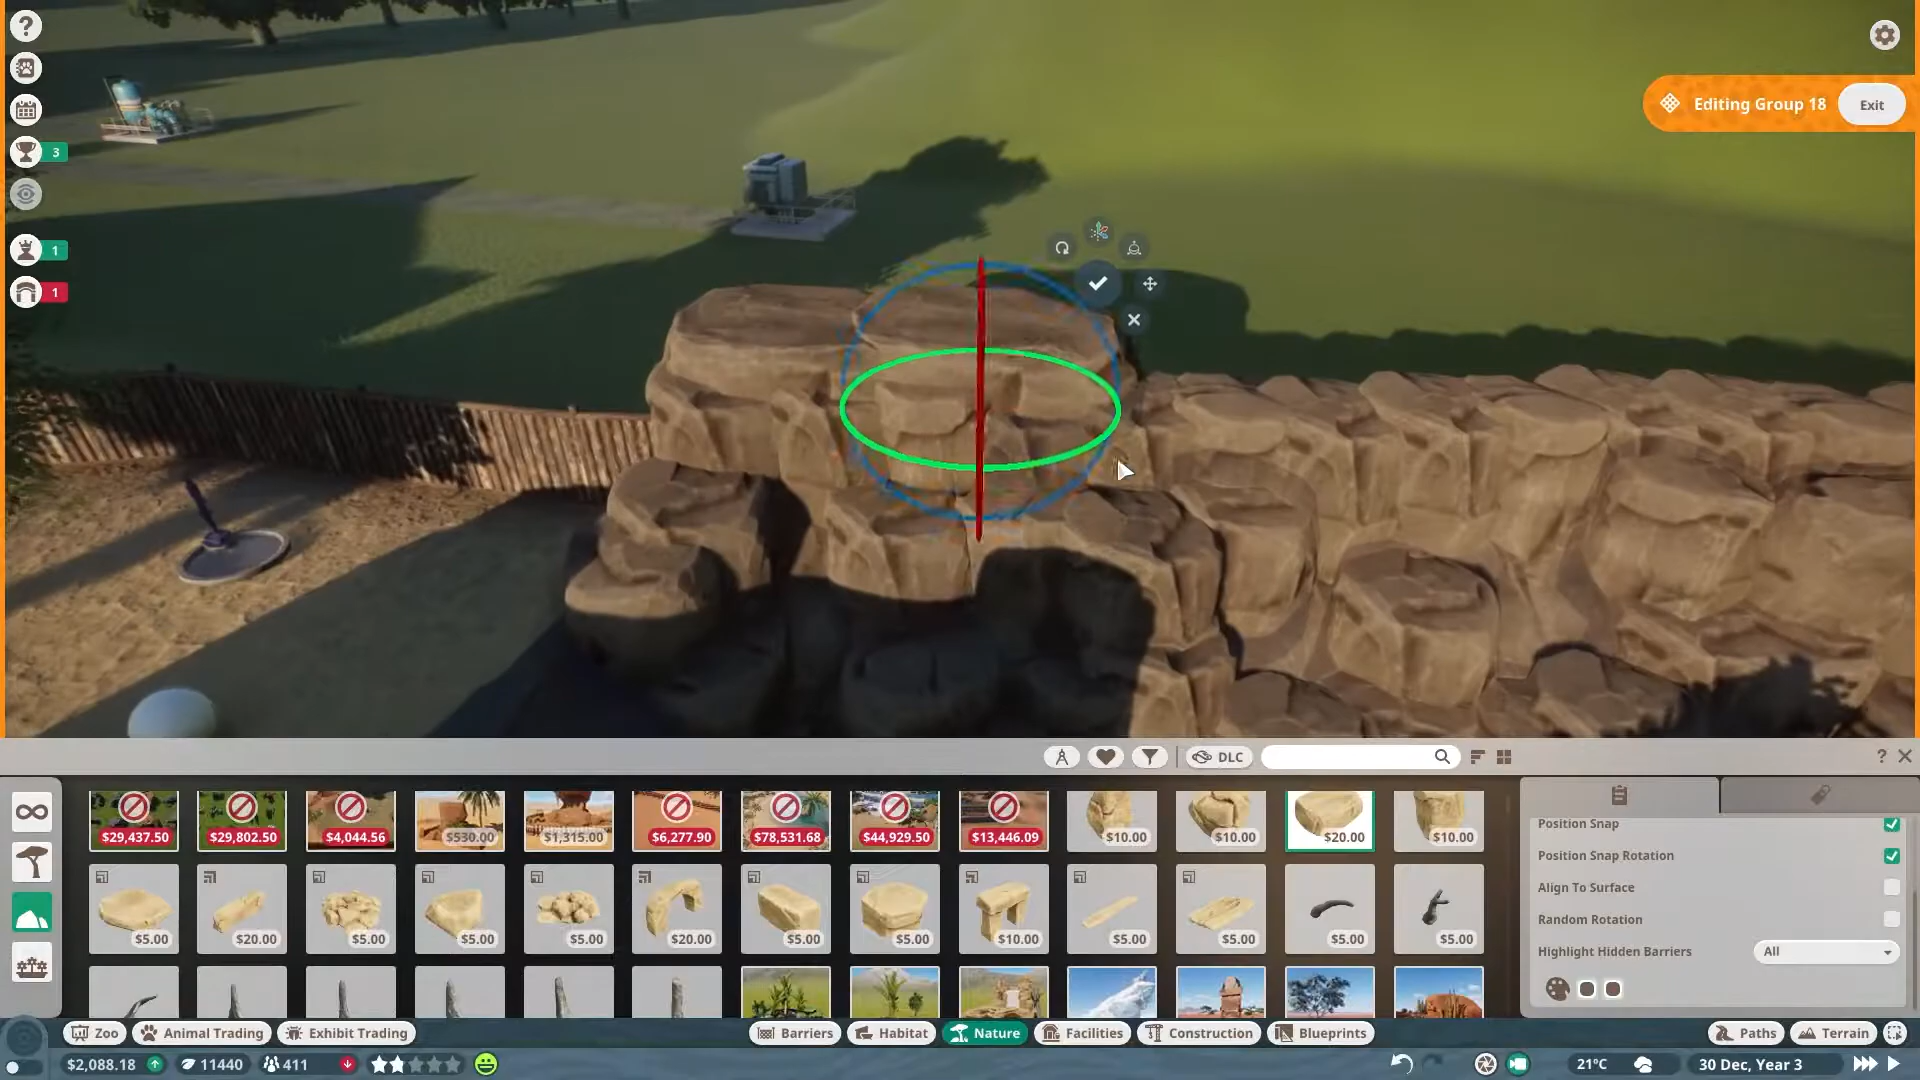 ?
3
1
1
Editing Group 18
Exit
DLC
?
$29,437.50
$29,802.50
$4,044.56
$530.00
$1,315.00
$6,277.90
$78,531.68
$44,929.50
$13,446.09
$10.00
$10.00
$20.00
$10.00
$5.00
$20.00
$5.00
$5.00
$5.00
$20.00
$5.00
$5.00
$10.00
$5.00
$5.00
$5.00
$5.00
Position Snap
Position Snap Rotation
Align To Surface
Random Rotation
Highlight Hidden Barriers
All
Zoo
Animal Trading
Exhibit Trading
Barriers
Habitat
Nature
Facilities
Construction
Blueprints
Paths
Terrain
$2,088.18
11440
411
21°C
30 Dec, Year 3